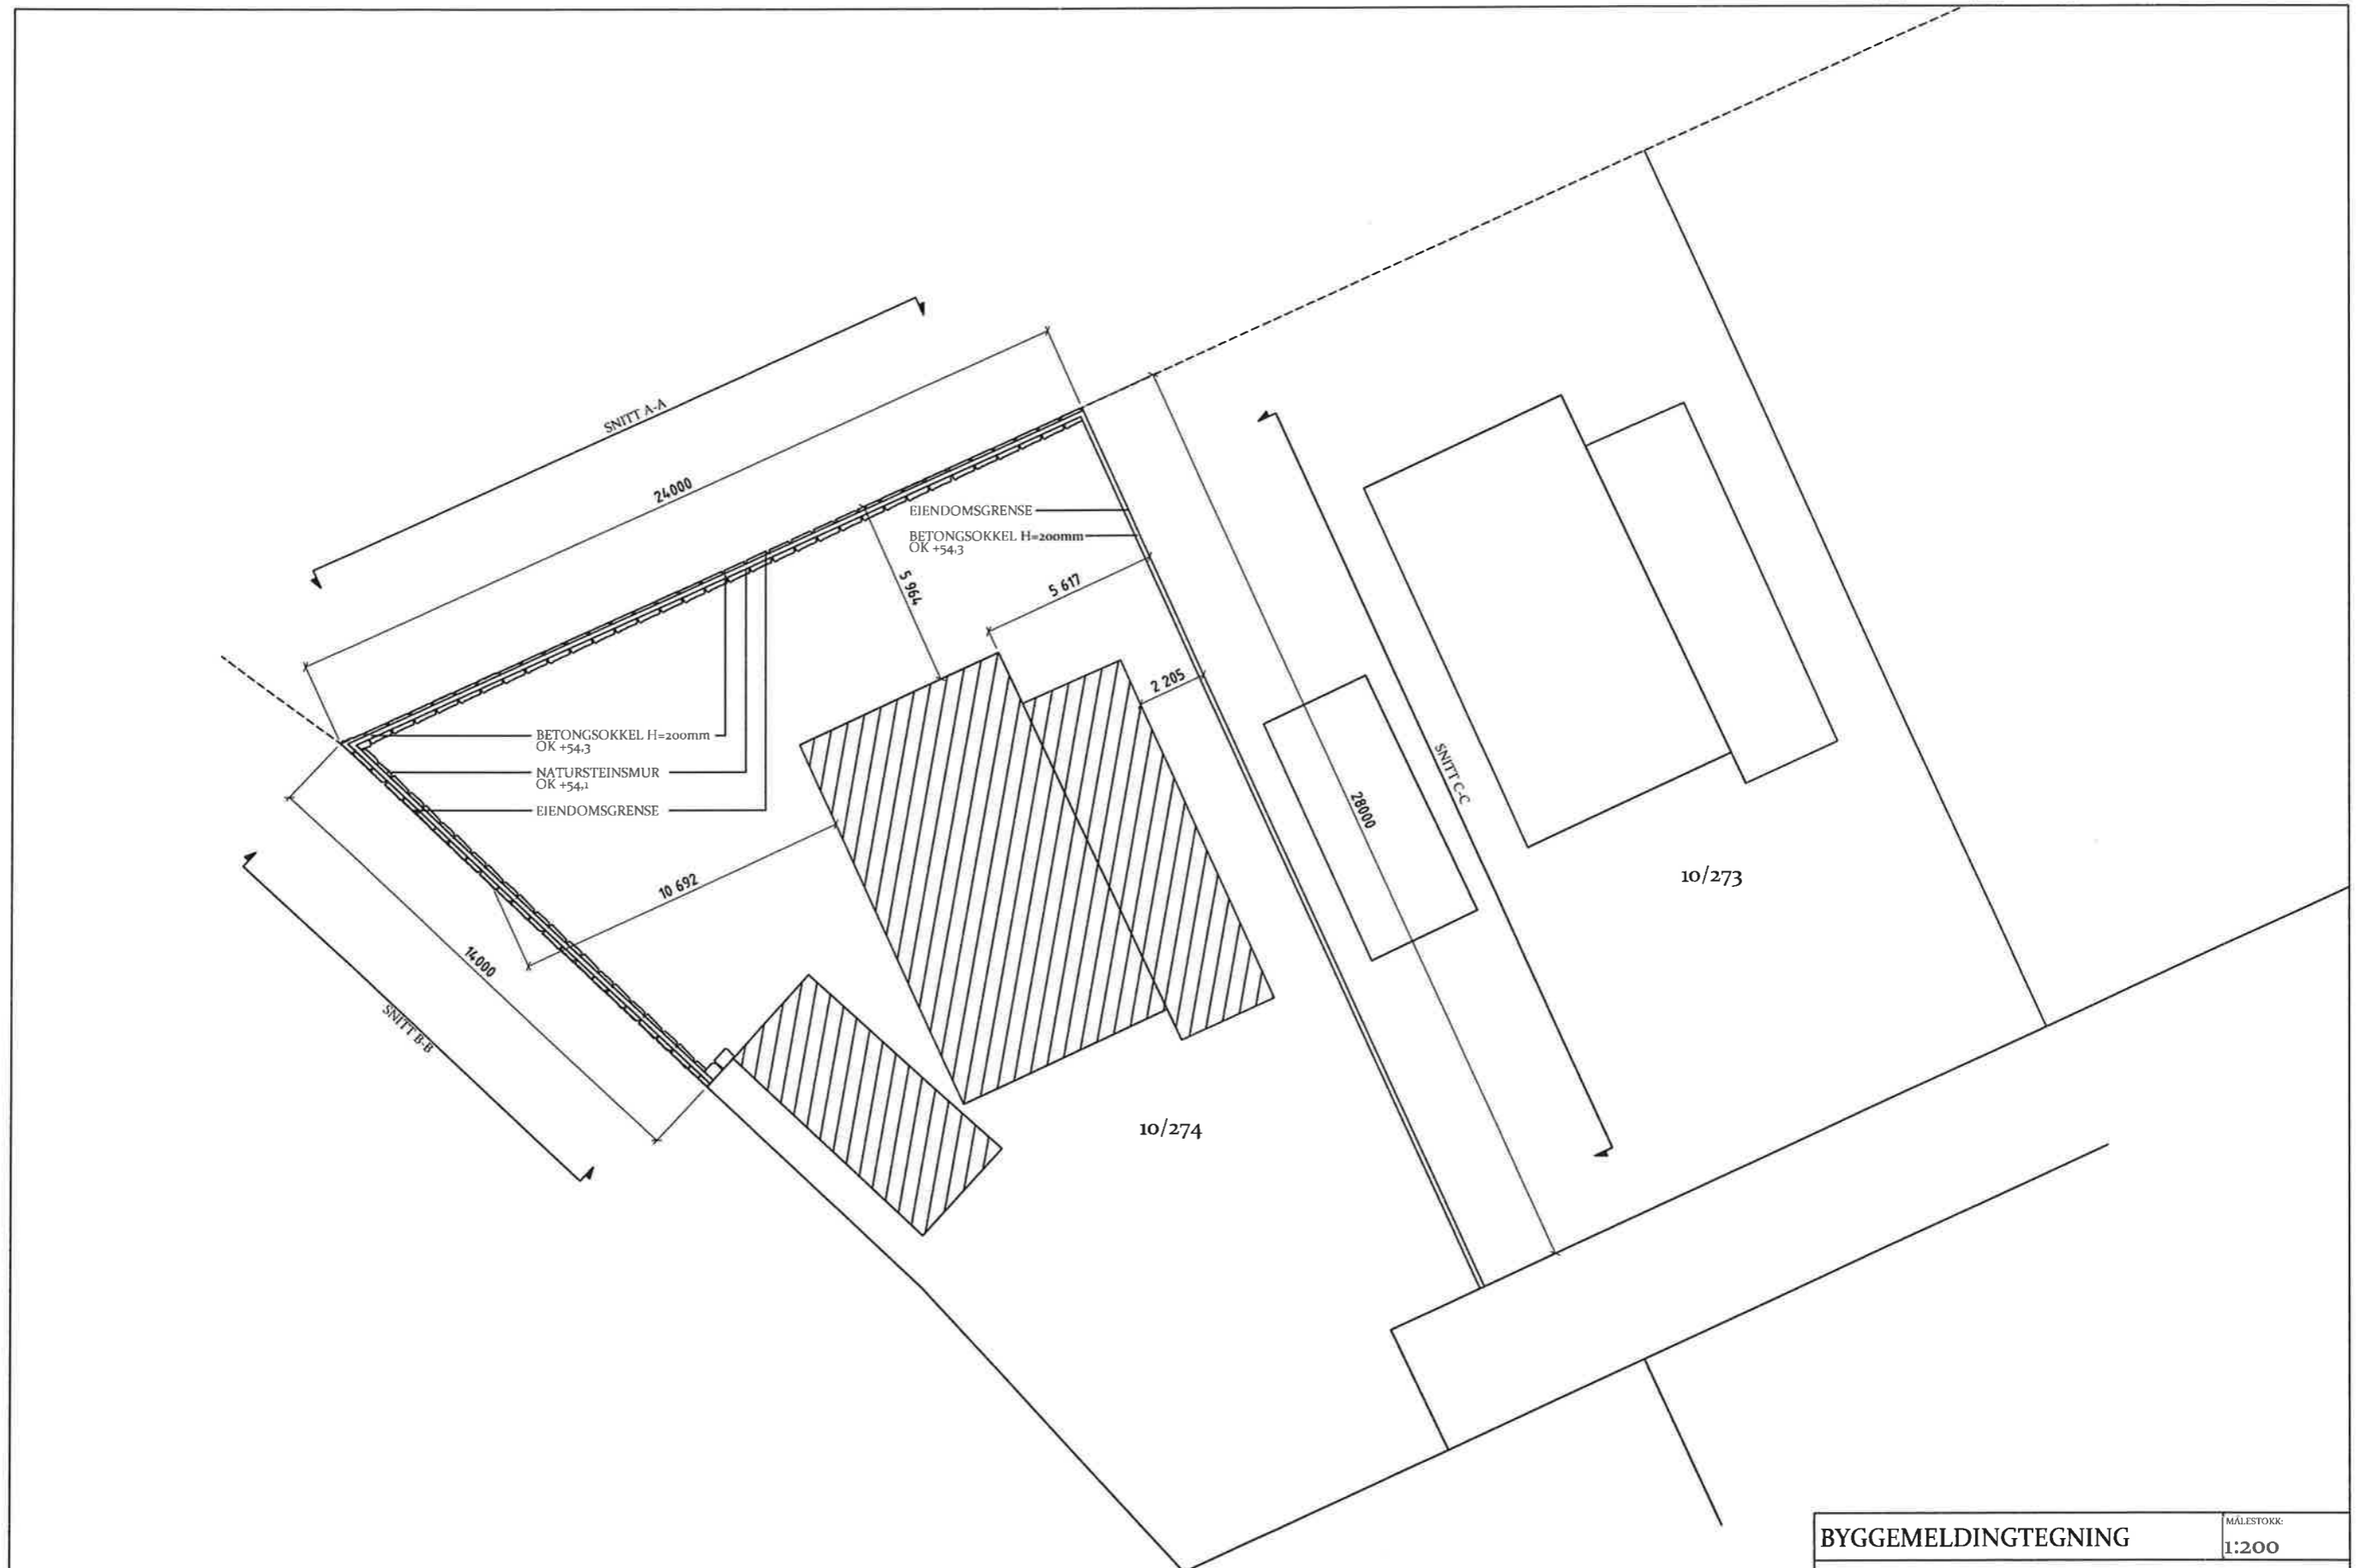 SNITT A-A
24000
EIENDOMSGRENSE
BETONGSOKKEL H=200mm
OK +54,3
5 964
5 617
2 205
BETONGSOKKEL H=200mm
OK +54,3
NATURSTEINSMUR
OK +54,1
EIENDOMSGRENSE
SNITT C-C
28000
10 692
10/273
14000
SNITT B-B
10/274
BYGGEMELDINGTEGNING
MÅLESTOKK:
1:200